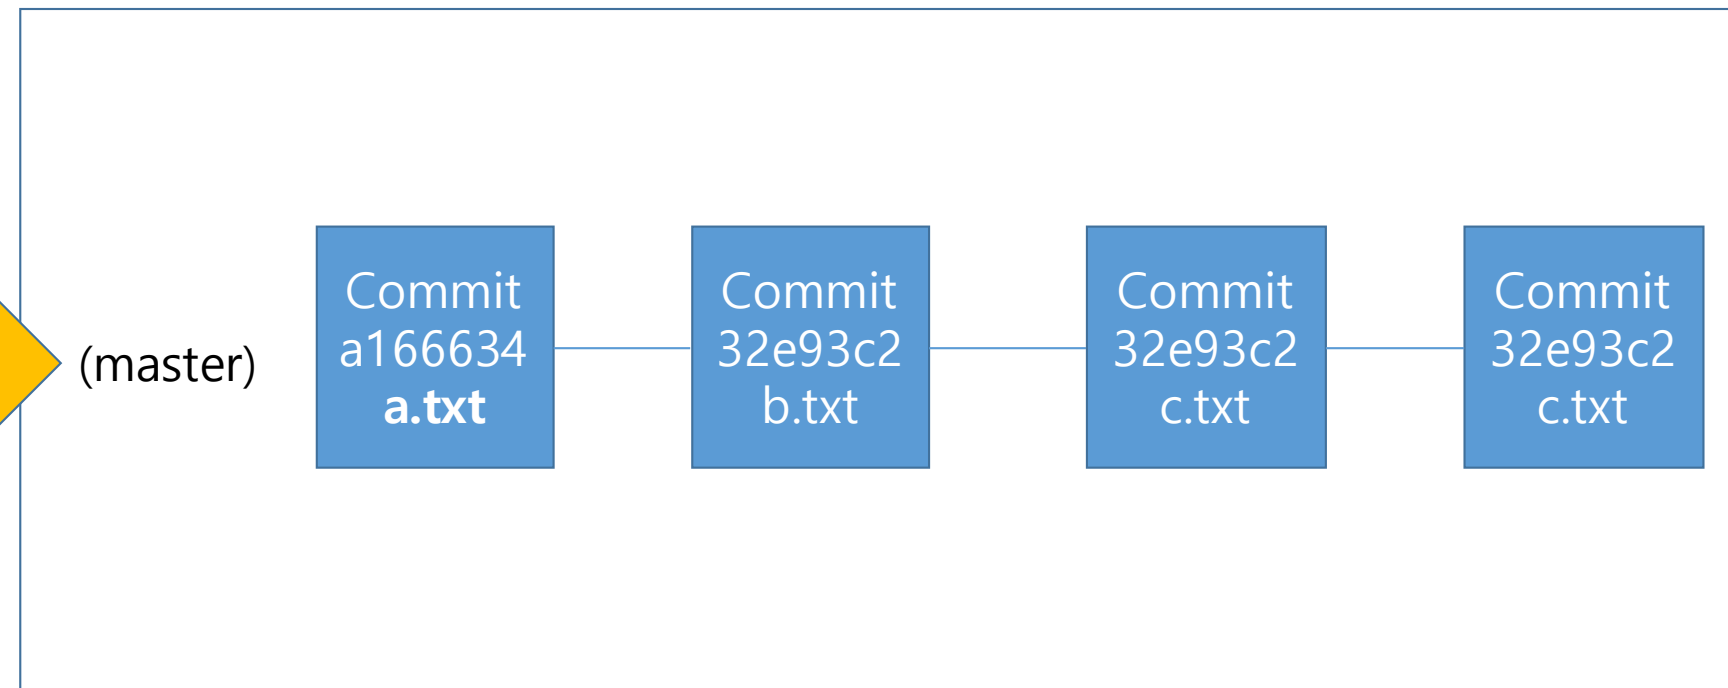 (master)
Commit
a166634
a.txt
Commit
32e93c2
b.txt
Commit
32e93c2
c.txt
Commit
32e93c2
c.txt